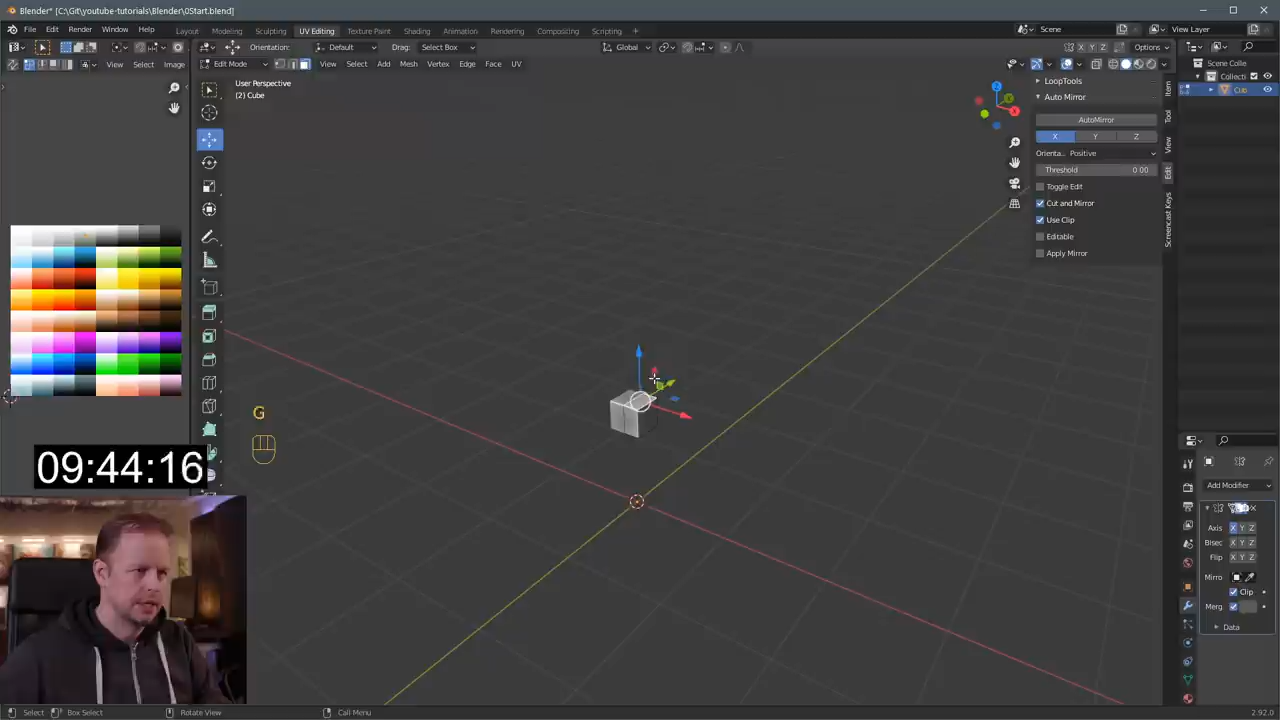 Blender* [C:\Git\youtube-tutorials\Blender\0Start.blend]
File Edit Render Window Help
Layout Modeling Sculpting UV Editing Texture Paint Shading Animation Rendering Compositing Scripting
Scene View Layer
Orientation: Default Drag: Select Box
Global
X Y Z Options
View Select Image
Edit Mode View Select Add Mesh Vertex Edge Face UV
User Perspective
(2) Cube
Scene Colle
Collecti
Cub
LoopTools
Auto Mirror
AutoMirror
X Y Z
Orienta... Positive
Threshold 0.00
Toggle Edit
Cut and Mirror
Use Clip
Editable
Apply Mirror
Item
Tool
View
Edit
Screencast Keys
Z
Y
X
G
09:44:16
Add Modifier
Axis X Y Z
Bisec X Y Z
Flip X Y Z
Mirro
Clip
Merg
Data
Select Box Select Rotate View Call Menu 2.92.0